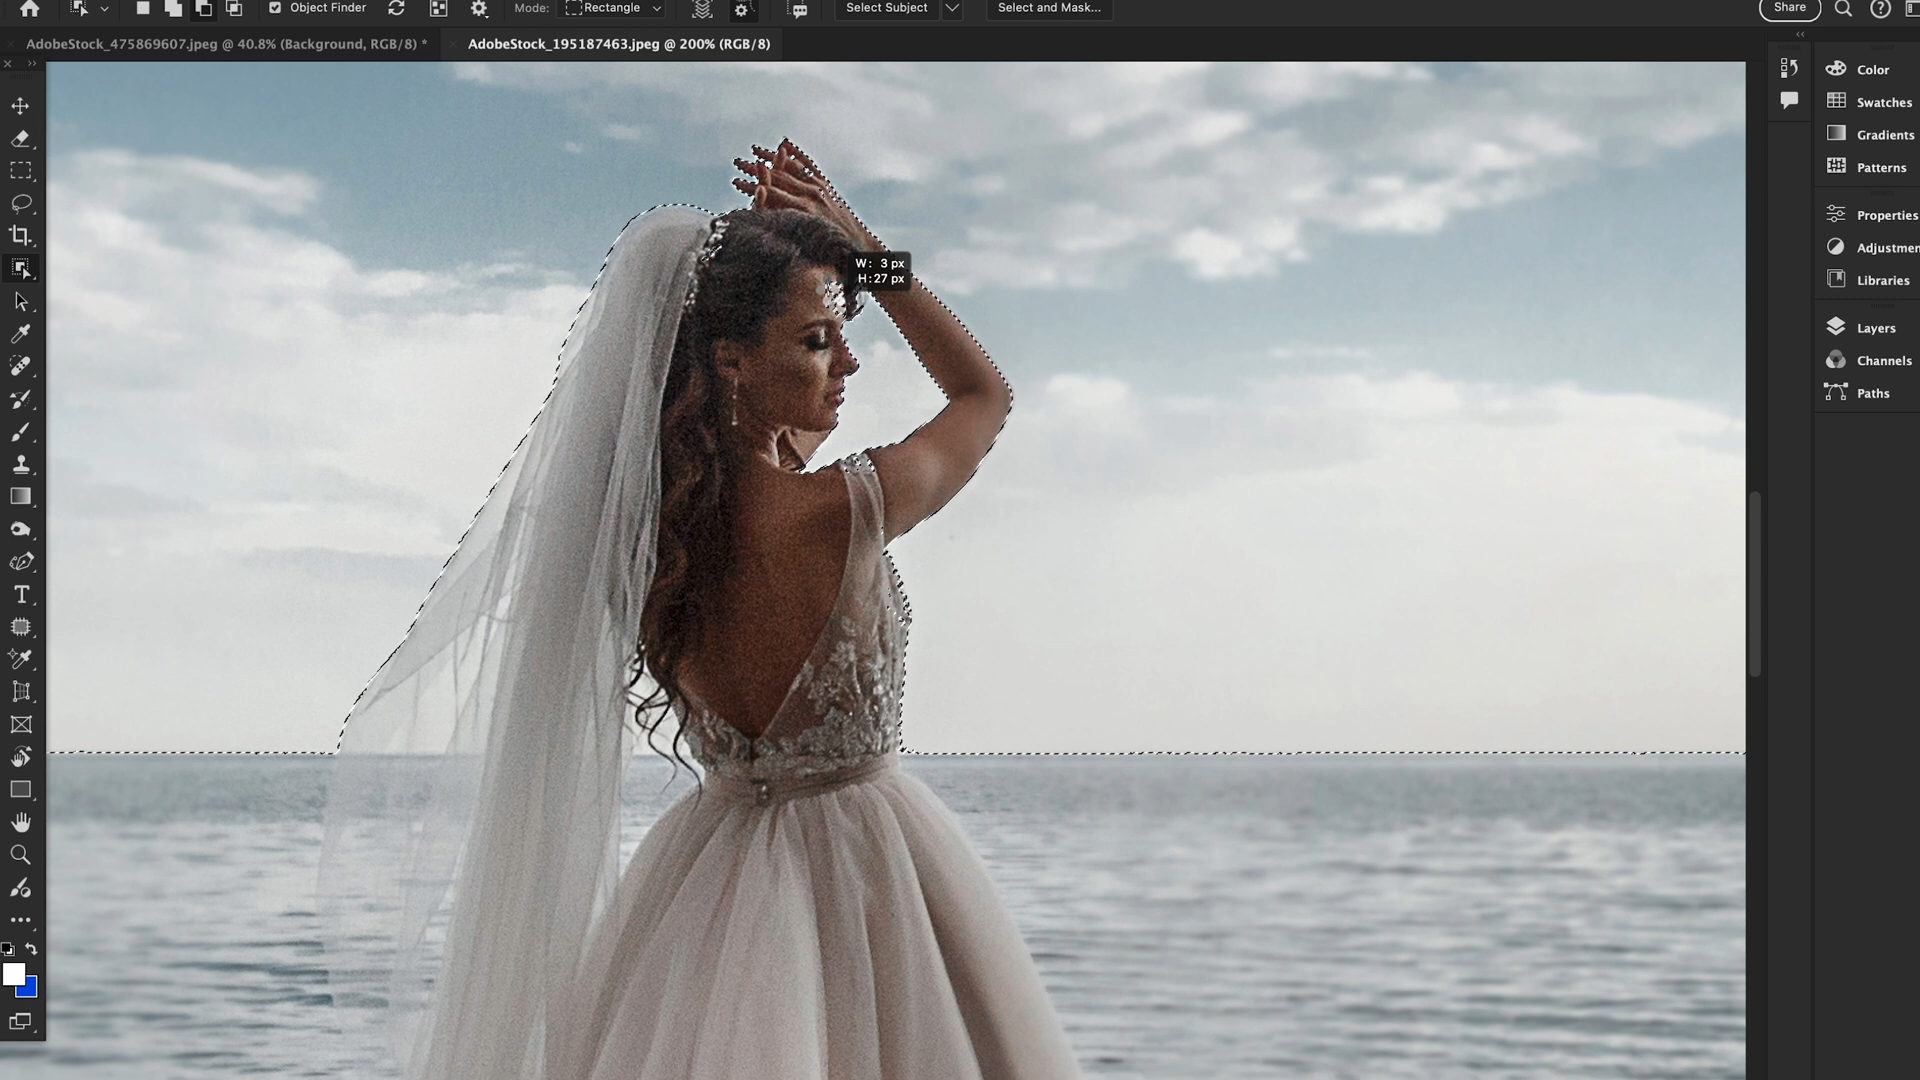 Object Finder
Mode:
Rectangle
Select Subject
Select and Mask...
Share
AdobeStock_475869607.jpeg @ 40.8% (Background, RGB/8) *
AdobeStock_195187463.jpeg @ 200% (RGB/8)
W: 3 px
H: 27 px
Color
Swatches
Gradients
Patterns
Properties
Adjustmen
Libraries
Layers
Channels
Paths